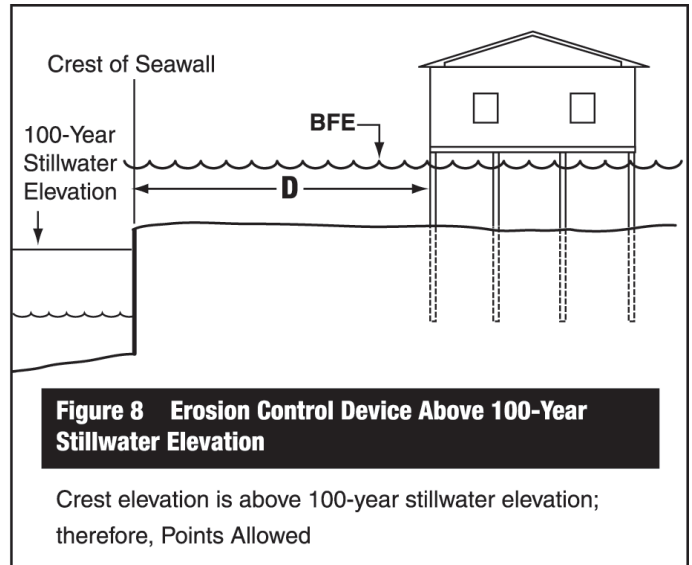 Crest of Seawall
100-Year
Stillwater
Elevation
BFE
D
Figure 8 Erosion Control Device Above 100-Year
Stillwater Elevation
Crest elevation is above 100-year stillwater elevation;
therefore, Points Allowed